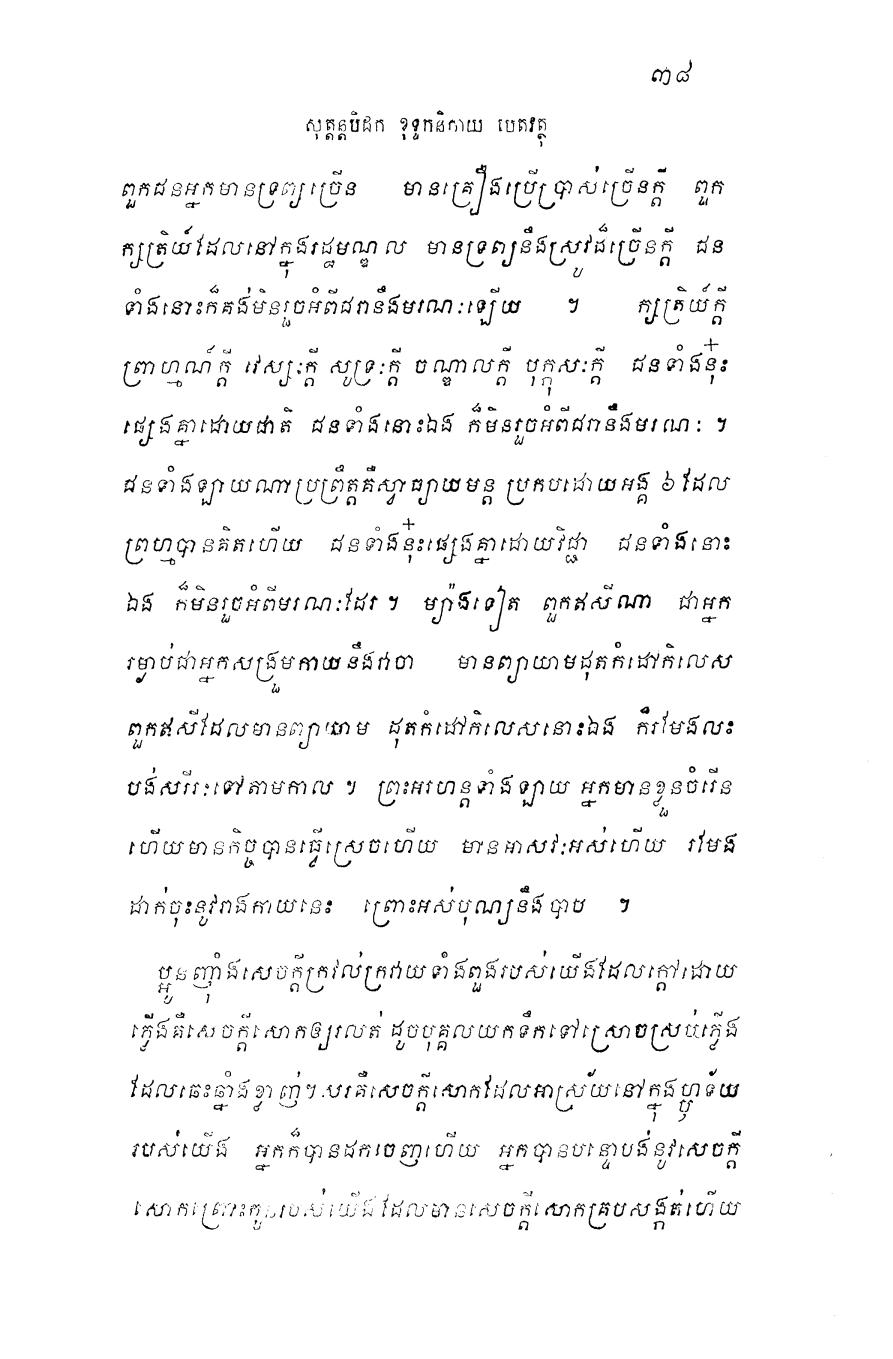 ៣៨
សុត្តន្តបិដក ខុទ្ទកនិកាយ បេតវត្ថុ
ពួកជនអ្នកមានទ្រព្យច្រើន មានគ្រឿងប្រើប្រាស់ច្រើនក្តី ពួក
ក្សត្រិយ៍ដែលនៅក្នុងរដ្ឋមណ្ឌល មានទ្រព្យនឹងស្រូវដ៏ច្រើនក្តី ជន
ទាំងនោះក៏គង់មិនរួចអំពីជរានឹងមរណៈឡើយ ។ ក្សត្រិយ៍ក្តី
ព្រាហ្មណ៍ក្តី វេស្សៈក្តី សូទ្រៈក្តី ចណ្ឌាលក្តី បុក្កុសៈក្តី ជនទាំងនុ៎ះ
ផ្សេងគ្នាដោយជាតិ ជនទាំងនោះឯង ក៏មិនរួចអំពីជរានឹងមរណៈ ។
ជនទាំងឡាយណាប្រព្រឹត្តគឺស្វាធ្យាយមន្ត ប្រកបដោយអង្គ ៦ ដែល
ព្រហ្មបានគិតហើយ ជនទាំងនុ៎ះផ្សេងគ្នាដោយវិជ្ជា ជនទាំងនោះ
ឯង ក៏មិនរួចអំពីមរណៈដែរ ។ ម្យ៉ាងទៀត ពួកឥសីណា ជាអ្នក
រម្ងាប់ជាអ្នកសង្រួមកាយនឹងវាចា មានព្យាយាមដុតកំដៅកិលេស
ពួកឥសីដែលមានព្យាយាម ដុតកំដៅកិលេសនោះឯង ក៏រមែងលះ
បង់សរីរៈទៅតាមកាល ។ ព្រះអរហន្តទាំងឡាយ អ្នកមានខ្លួនចំរើន
ហើយមានកិច្ចបានធ្វើស្រេចហើយ មានអាសវៈអស់ហើយ រមែង
ដាក់ចុះនូវរាងកាយនេះ ព្រោះអស់បុណ្យនឹងបាប ។
ប្អូនញ៉ាំងសេចក្តីក្រវល់ក្រវាយទាំងពួងរបស់យើងដែលក្តៅដោយ
ភ្លើងគឺសេចក្តីសោកឲ្យរលត់ ដូចបុគ្គលយកទឹកទៅស្រោចស្រប់ភ្លើង
ដែលឆេះឆ្នាំងខ្វាញ់។ សរគឺសេចក្តីសោកដែលអាស្រ័យនៅក្នុងហ្ឫទ័យ
របស់យើង អ្នកក៏បានដកចេញហើយ អ្នកបានបន្ទោបង់នូវសេចក្តី
សោកព្រោះកូនរបស់យើងដែលមានសេចក្តីសោកគ្របសង្កត់ហើយ